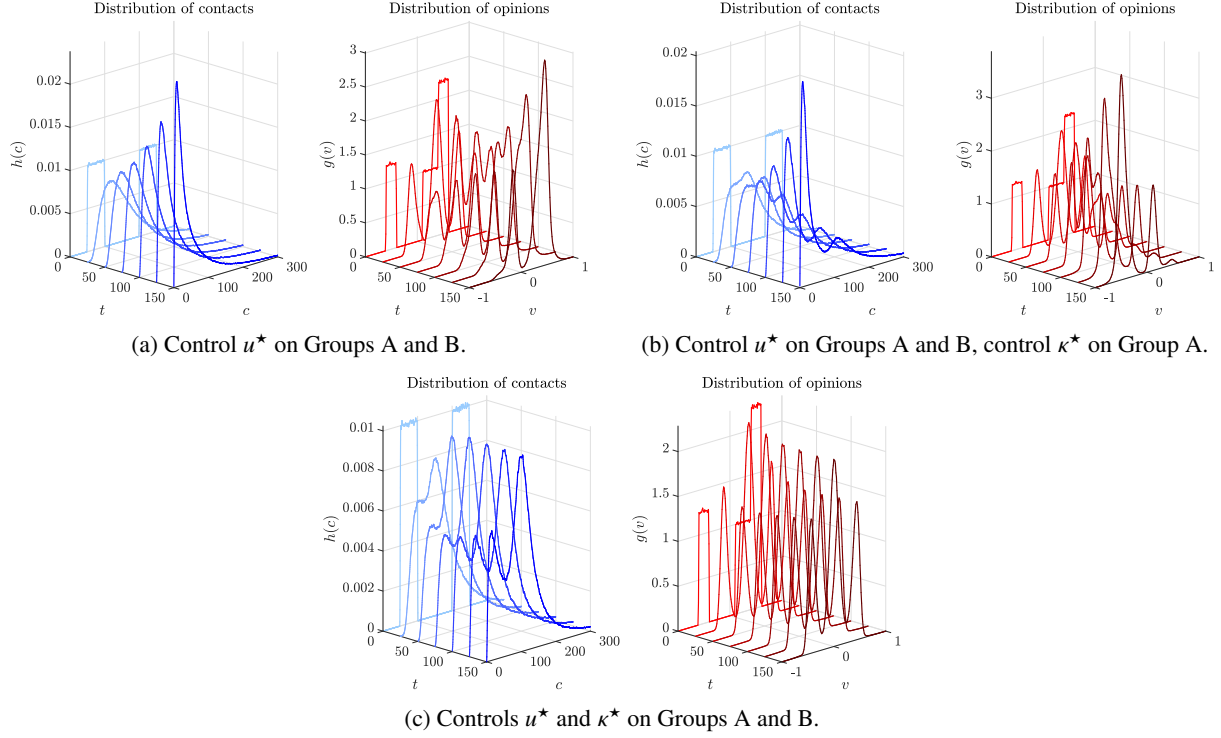 Distribution of contacts
Distribution of opinions
Distribution of contacts
Distribution of opinions
h(c)
0.02
0.015
0.01
0.005
0
0
50
100
150
t
0
100
200
300
c
g(v)
3
2.5
2
1.5
1
0.5
0
0
50
100
150
t
-1
0
1
v
h(c)
0.02
0.015
0.01
0.005
0
0
50
100
150
t
0
100
200
300
c
g(v)
3
2
1
0
0
50
100
150
t
-1
0
1
v
(a) Control u★ on Groups A and B.
(b) Control u★ on Groups A and B, control κ★ on Group A.
Distribution of contacts
Distribution of opinions
h(c)
0.01
0.008
0.006
0.004
0.002
0
0
50
100
150
t
0
100
200
300
c
g(v)
2
1.5
1
0.5
0
0
50
100
150
t
-1
0
1
v
(c) Controls u★ and κ★ on Groups A and B.